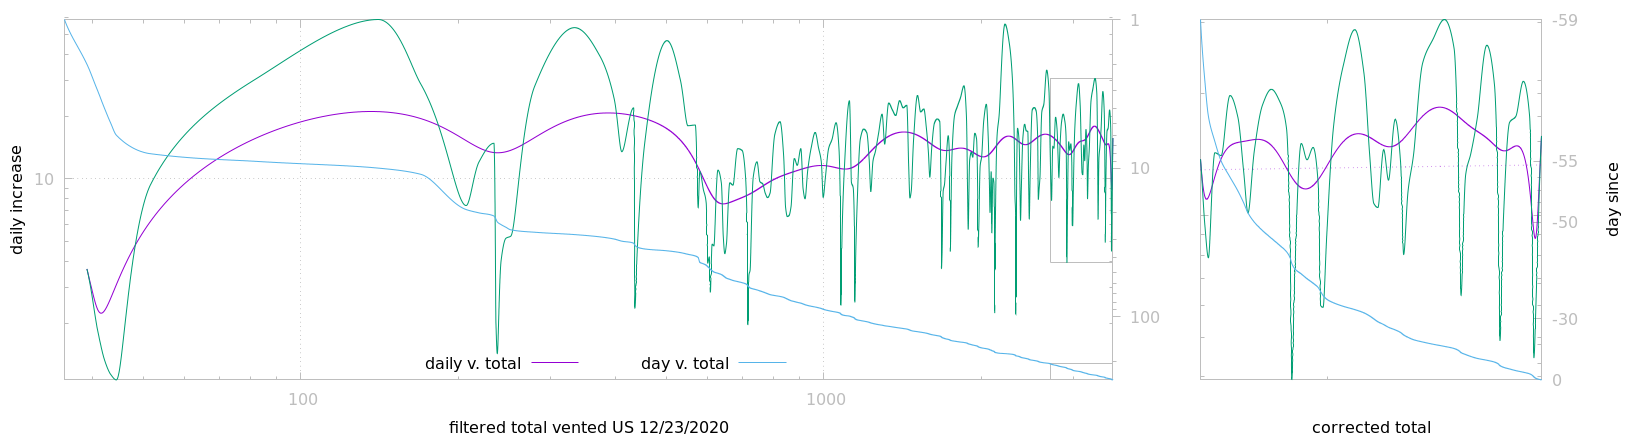 daily increase
10
100
1000
1
10
100
daily v. total
day v. total
filtered total vented US 12/23/2020
-59
-55
-50
-30
0
day since
corrected total